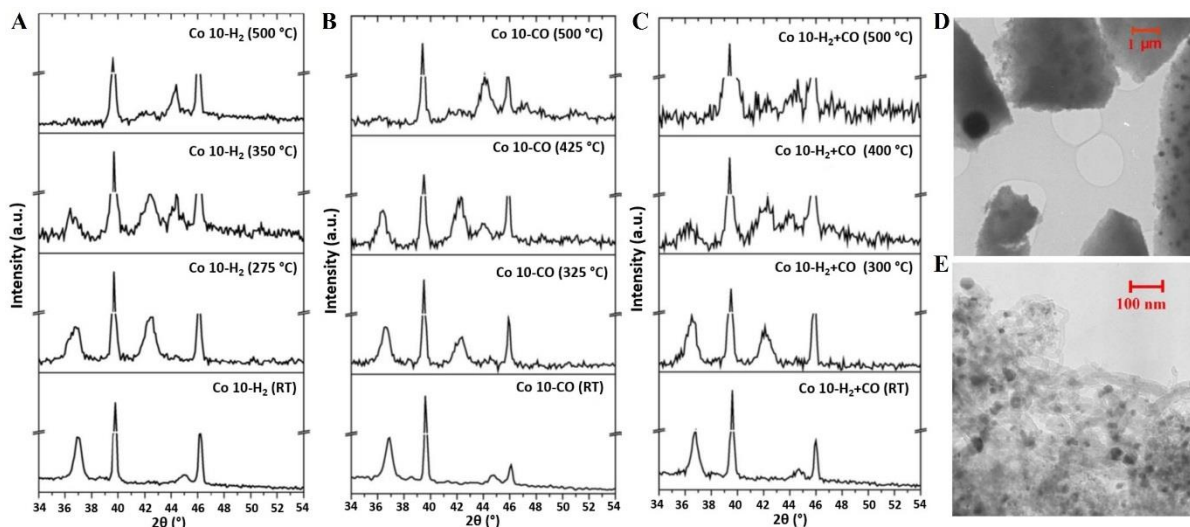 A
Co 10-H₂ (500 °C)
Co 10-H₂ (350 °C)
Co 10-H₂ (275 °C)
Co 10-H₂ (RT)
Intensity (a.u.)
34 36 38 40 42 44 46 48 50 52 54
2θ (°)
B
Co 10-CO (500 °C)
Co 10-CO (425 °C)
Co 10-CO (325 °C)
Co 10-CO (RT)
Intensity (a.u.)
34 36 38 40 42 44 46 48 50 52 54
2θ (°)
C
Co 10-H₂+CO (500 °C)
Co 10-H₂+CO (400 °C)
Co 10-H₂+CO (300 °C)
Co 10-H₂+CO (RT)
Intensity (a.u.)
34 36 38 40 42 44 46 48 50 52 54
2θ (°)
D
1 µm
E
100 nm